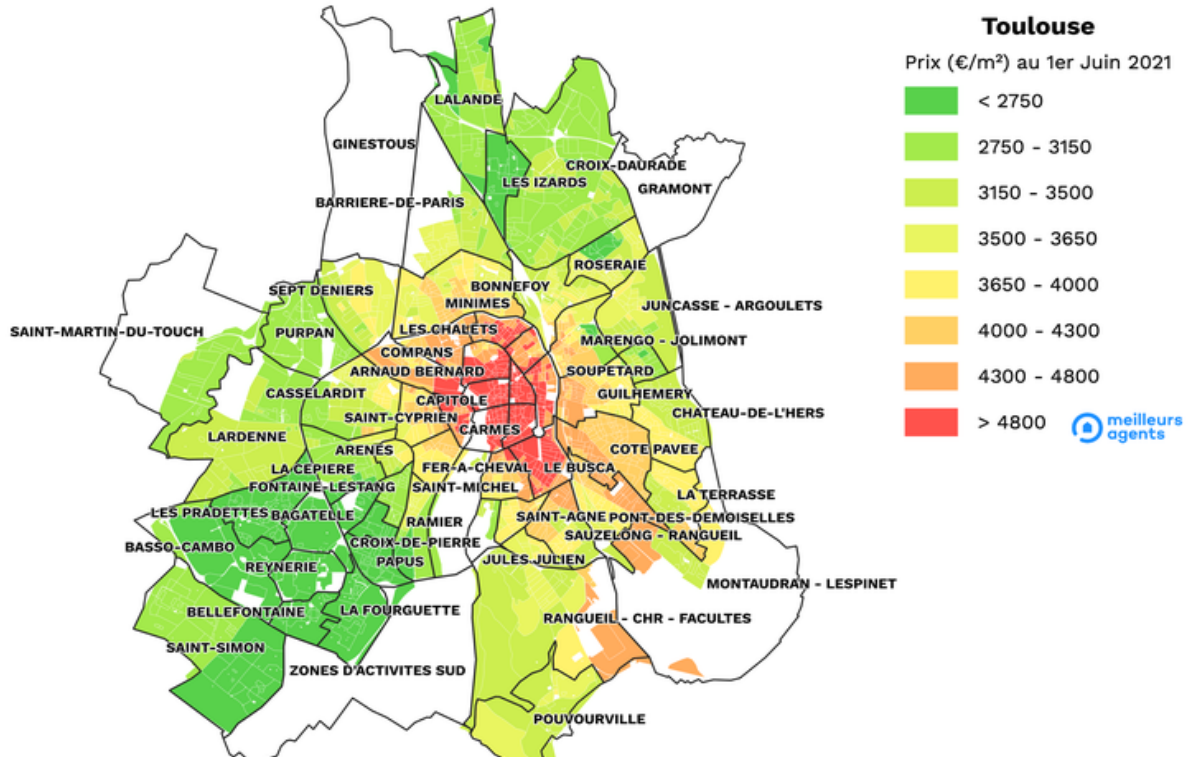 Toulouse
Prix (€/m²) au 1er Juin 2021
< 2750
2750 - 3150
3150 - 3500
3500 - 3650
3650 - 4000
4000 - 4300
4300 - 4800
> 4800
meilleurs
agents
LALANDE
GINESTOUS
CROIX-DAURADE
LES IZARDS
GRAMONT
BARRIERE-DE-PARIS
ROSERAIE
SEPT DENIERS
BONNEFOY
MINIMES
JUNCASSE - ARGOULETS
SAINT-MARTIN-DU-TOUCH
PURPAN
LES CHALETS
MARENGO - JOLIMONT
COMPANS
ARNAUD BERNARD
SOUPETARD
CASSELARDIT
CAPITOLE
GUILHEMERY
SAINT-CYPRIEN
CHATEAU-DE-L'HERS
CARMES
LARDENNE
ARENES
COTE PAVEE
LA CEPIERE
FER-A-CHEVAL
LE BUSCA
FONTAINE-LESTANG
SAINT-MICHEL
LA TERRASSE
LES PRADETTES
BAGATELLE
RAMIER
SAINT-AGNE
PONT-DES-DEMOISELLES
SAUZELONG - RANGUEIL
BASSO-CAMBO
CROIX-DE-PIERRE
PAPUS
JULES JULIEN
REYNERIE
MONTAUDRAN - LESPINET
BELLEFONTAINE
LA FOURGUETTE
RANGUEIL - CHR - FACULTES
SAINT-SIMON
ZONES D'ACTIVITES SUD
POUVOURVILLE